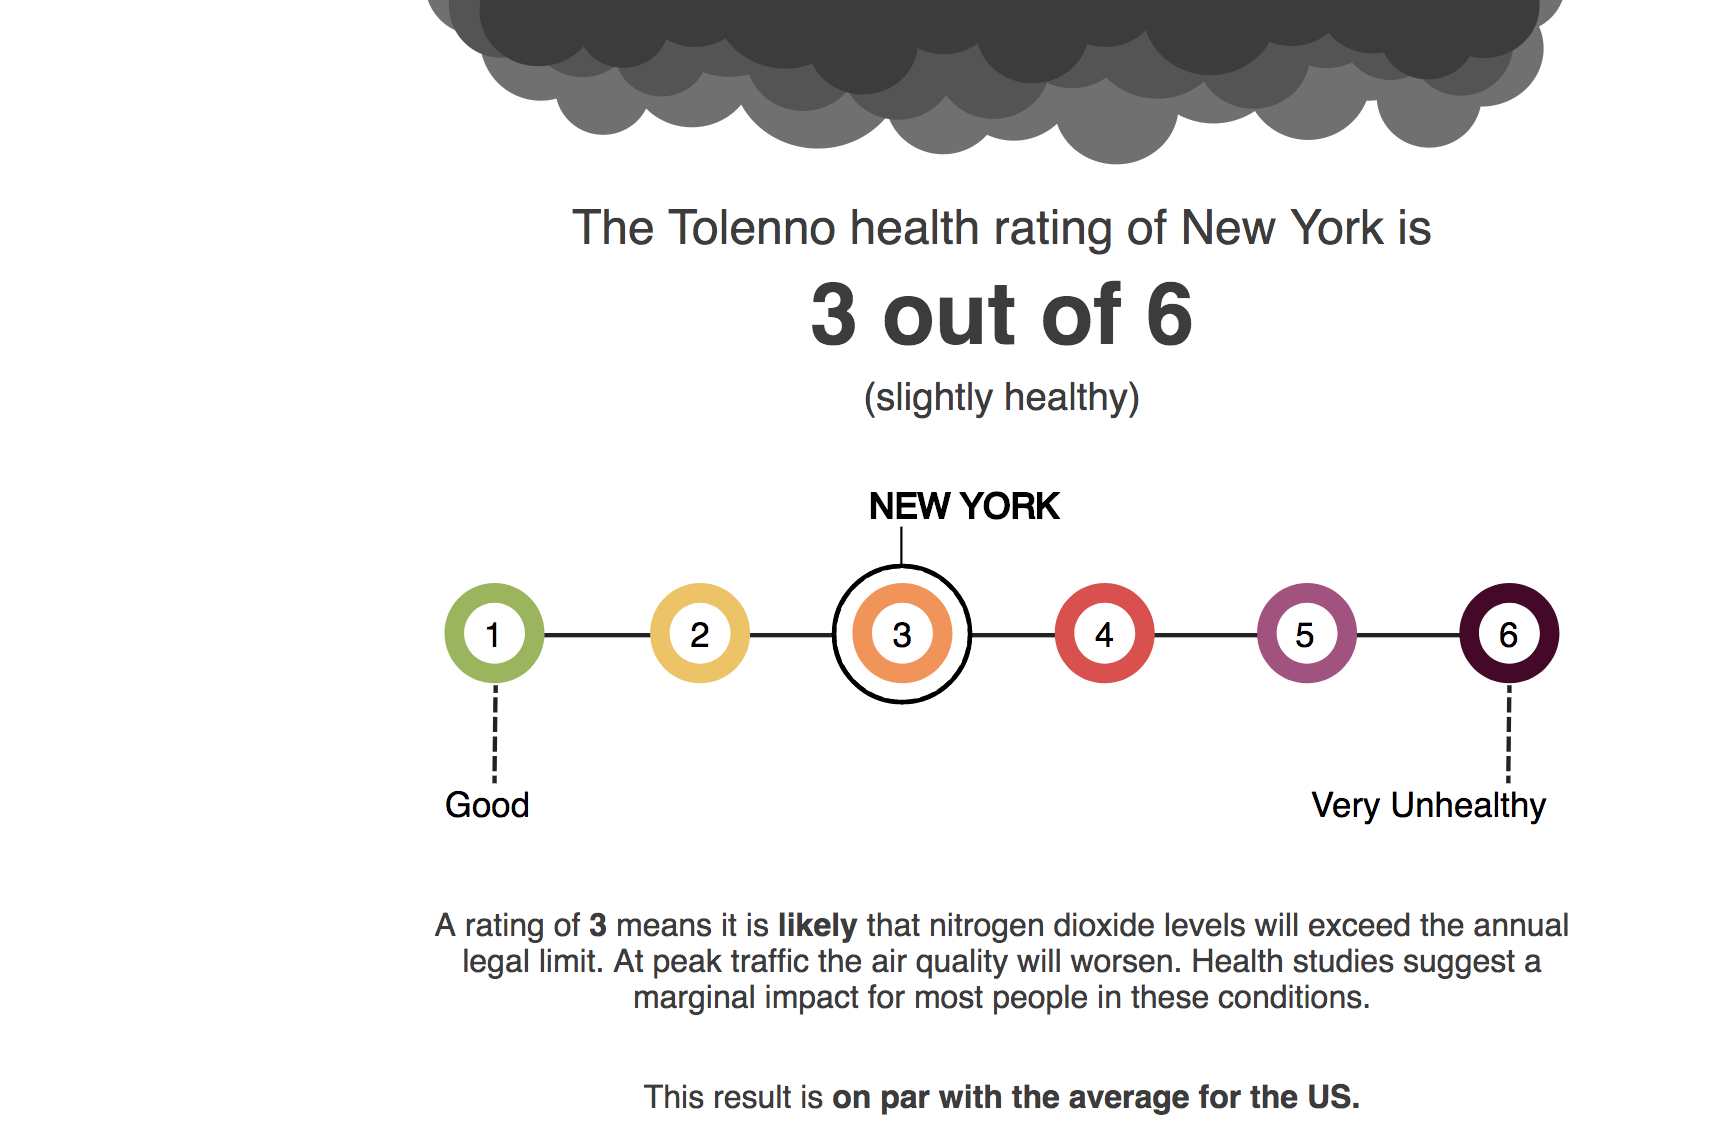 The Tolenno health rating of New York is
3 out of 6
(slightly healthy)
NEW YORK
1 2 3 4 5 6
Good Very Unhealthy
A rating of 3 means it is likely that nitrogen dioxide levels will exceed the annual
legal limit. At peak traffic the air quality will worsen. Health studies suggest a
marginal impact for most people in these conditions.
This result is on par with the average for the US.